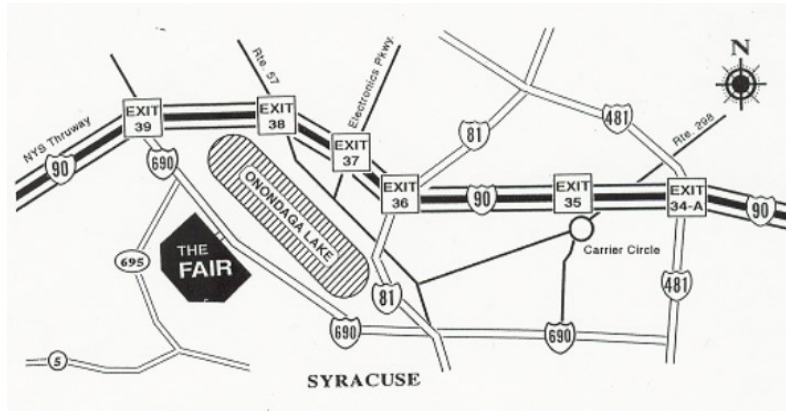 N
Rte. 57
Electronics Pkwy.
EXIT
39
EXIT
38
EXIT
37
NYS Thruway
90
690
81
481
Rte. 298
ONONDAGA LAKE
EXIT
36
90
EXIT
35
EXIT
34-A
90
THE
FAIR
695
Carrier Circle
81
481
690
690
5
SYRACUSE